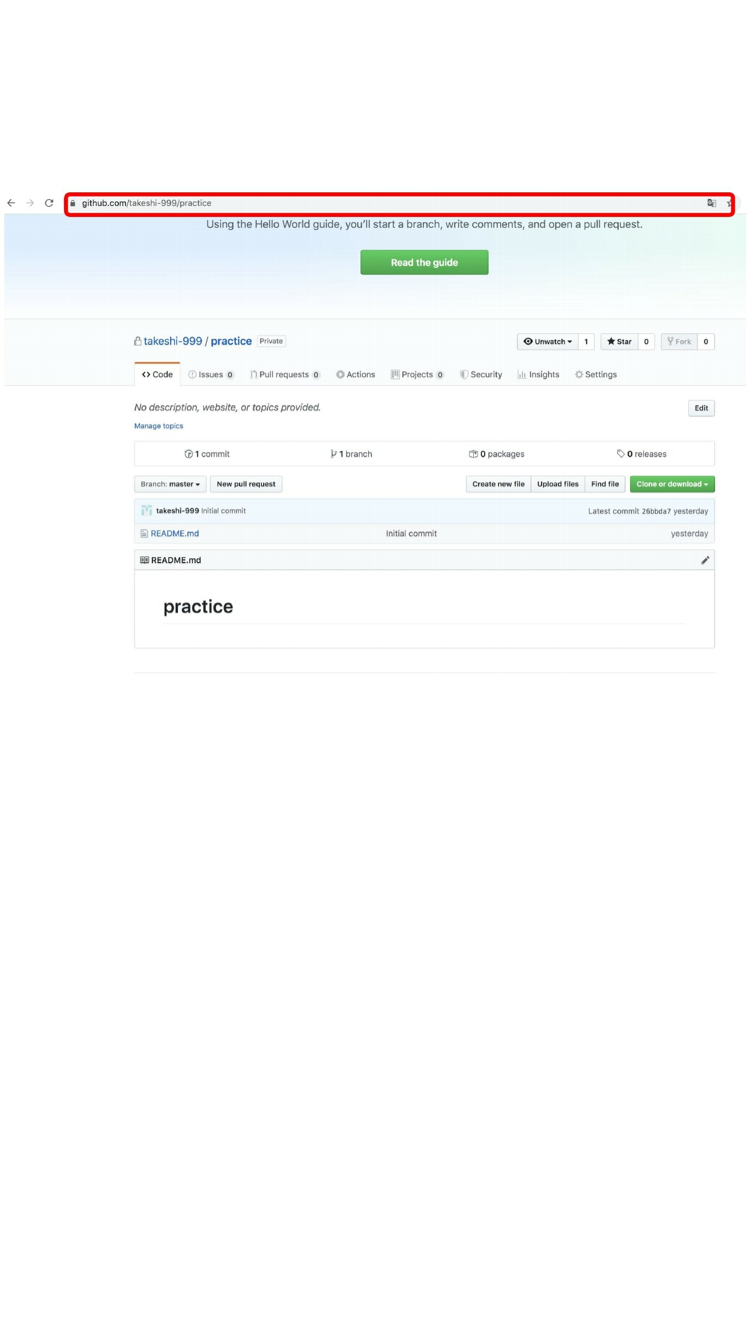 github.com/takeshi-999/practice
Using the Hello World guide, you'll start a branch, write comments, and open a pull request.
Read the guide
takeshi-999 / practice Private Unwatch 1 Star 0 Fork 0
Code Issues 0 Pull requests 0 Actions Projects 0 Security Insights Settings
No description, website, or topics provided. Edit
Manage topics
1 commit 1 branch 0 packages 0 releases
Branch: master New pull request Create new file Upload files Find file Clone or download
takeshi-999 Initial commit Latest commit 26bbda7 yesterday
README.md Initial commit yesterday
README.md
practice